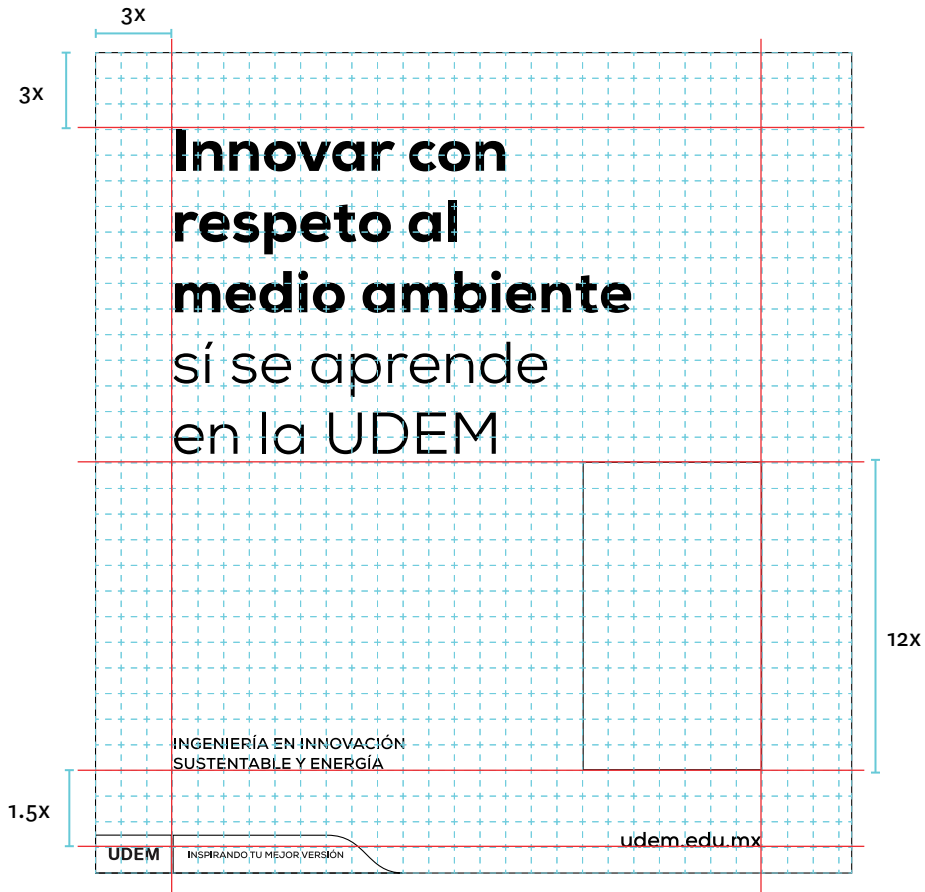 3x
3x
Innovar con
respeto al
medio ambiente
sí se aprende
en la UDEM
12x
INGENIERÍA EN INNOVACIÓN
SUSTENTABLE Y ENERGÍA
1.5x
udem.edu.mx
UDEM
INSPIRANDO TU MEJOR VERSIÓN